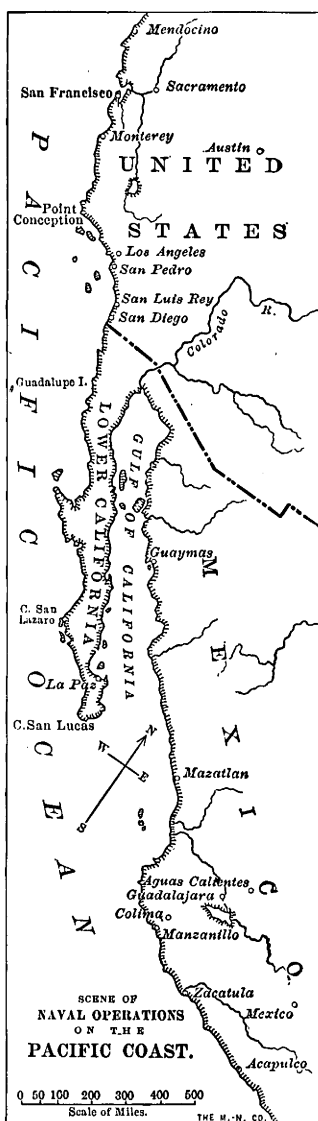 Mendocino
San Francisco
Sacramento
Monterey
Austin
UNITED
STATES
Point
Conception
Los Angeles
San Pedro
San Luis Rey
San Diego
Colorado R.
Guadalupe I.
PACIFIC OCEAN
LOWER CALIFORNIA
GULF OF CALIFORNIA
Guaymas
MEXICO
C. San
Lazaro
La Paz
C. San Lucas
N
W
E
S
Mazatlan
Aguas Calientes
Guadalajara
Colima
Manzanillo
Zacatula
Mexico
Acapulco
SCENE OF
NAVAL OPERATIONS
ON THE
PACIFIC COAST.
0 50 100 200 300 400 500
Scale of Miles.
THE M.-N. CO.